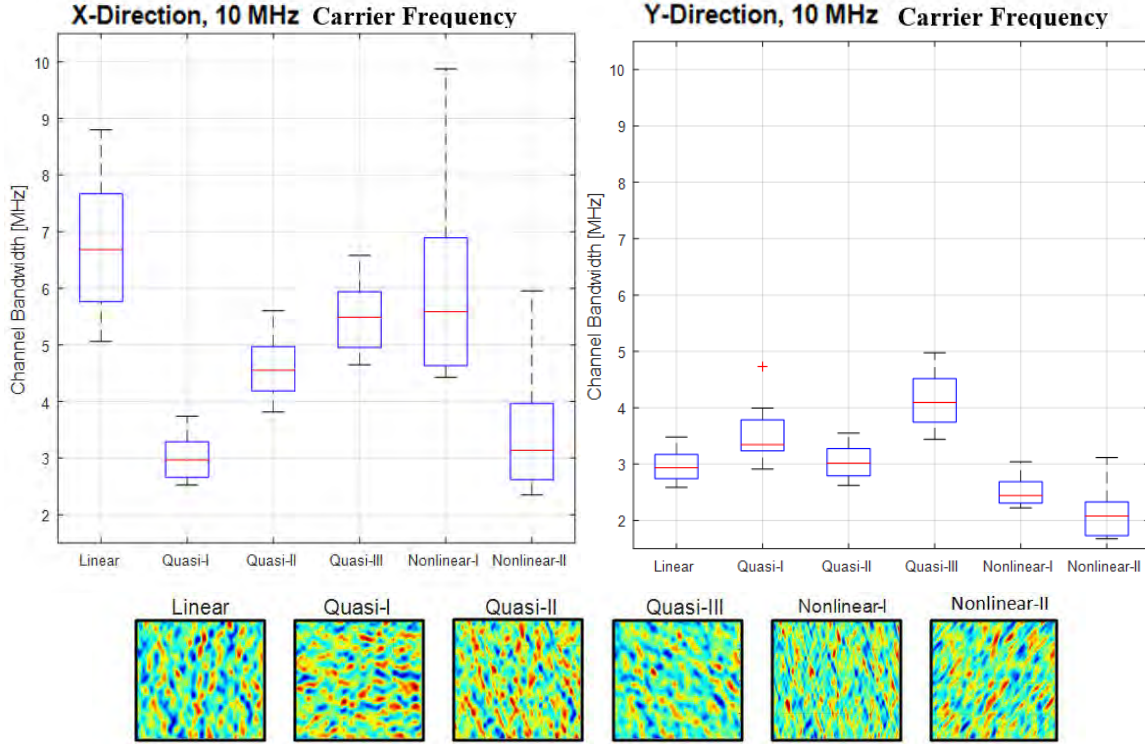 X-Direction, 10 MHz Carrier Frequency
Channel Bandwidth [MHz]
10
9
8
7
6
5
4
3
2
Linear Quasi-I Quasi-II Quasi-III Nonlinear-I Nonlinear-II
Y-Direction, 10 MHz Carrier Frequency
Channel Bandwidth [MHz]
10
9
8
7
6
5
4
3
2
Linear Quasi-I Quasi-II Quasi-III Nonlinear-I Nonlinear-II
Linear Quasi-I Quasi-II Quasi-III Nonlinear-I Nonlinear-II